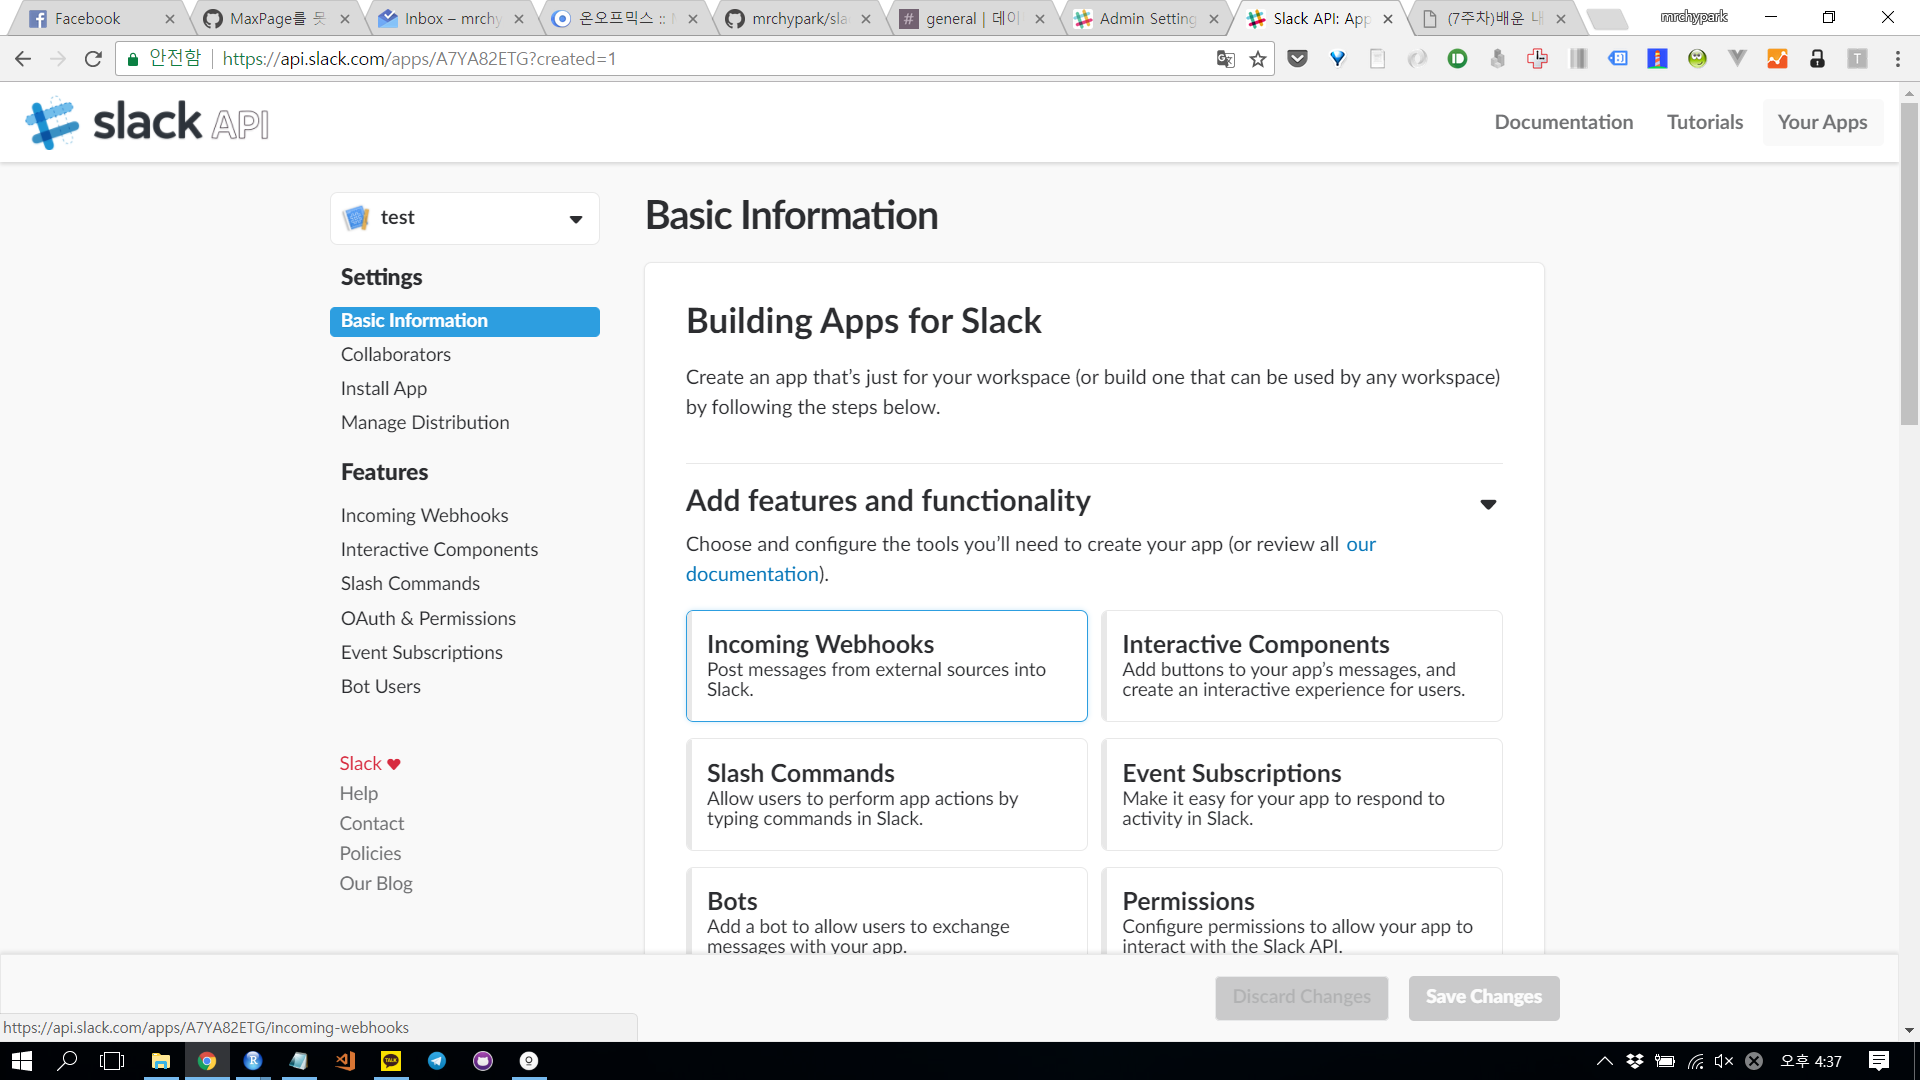 Facebook
MaxPage를 못
Inbox – mrchy
온오프믹스 ::
mrchypark/sla
general | 데이
Admin Setting
Slack API: App
(7주차)배운 내
mrchypark
안전함
https://api.slack.com/apps/A7YA82ETG?created=1
slack API
Documentation
Tutorials
Your Apps
test
Settings
Basic Information
Collaborators
Install App
Manage Distribution
Features
Incoming Webhooks
Interactive Components
Slash Commands
OAuth & Permissions
Event Subscriptions
Bot Users
Slack ♥
Help
Contact
Policies
Our Blog
Basic Information
Building Apps for Slack
Create an app that’s just for your workspace (or build one that can be used by any workspace)
by following the steps below.
Add features and functionality
Choose and configure the tools you’ll need to create your app (or review all our
documentation).
Incoming Webhooks
Post messages from external sources into
Slack.
Interactive Components
Add buttons to your app’s messages, and
create an interactive experience for users.
Slash Commands
Allow users to perform app actions by
typing commands in Slack.
Event Subscriptions
Make it easy for your app to respond to
activity in Slack.
Bots
Add a bot to allow users to exchange
messages with your app.
Permissions
Configure permissions to allow your app to
interact with the Slack API.
Discard Changes
Save Changes
https://api.slack.com/apps/A7YA82ETG/incoming-webhooks
오후 4:37